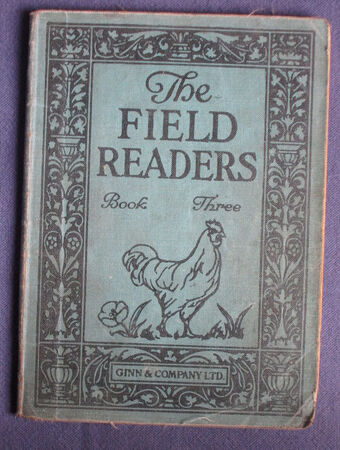 The
FIELD
READERS
Book Three
GINN & COMPANY LTD.